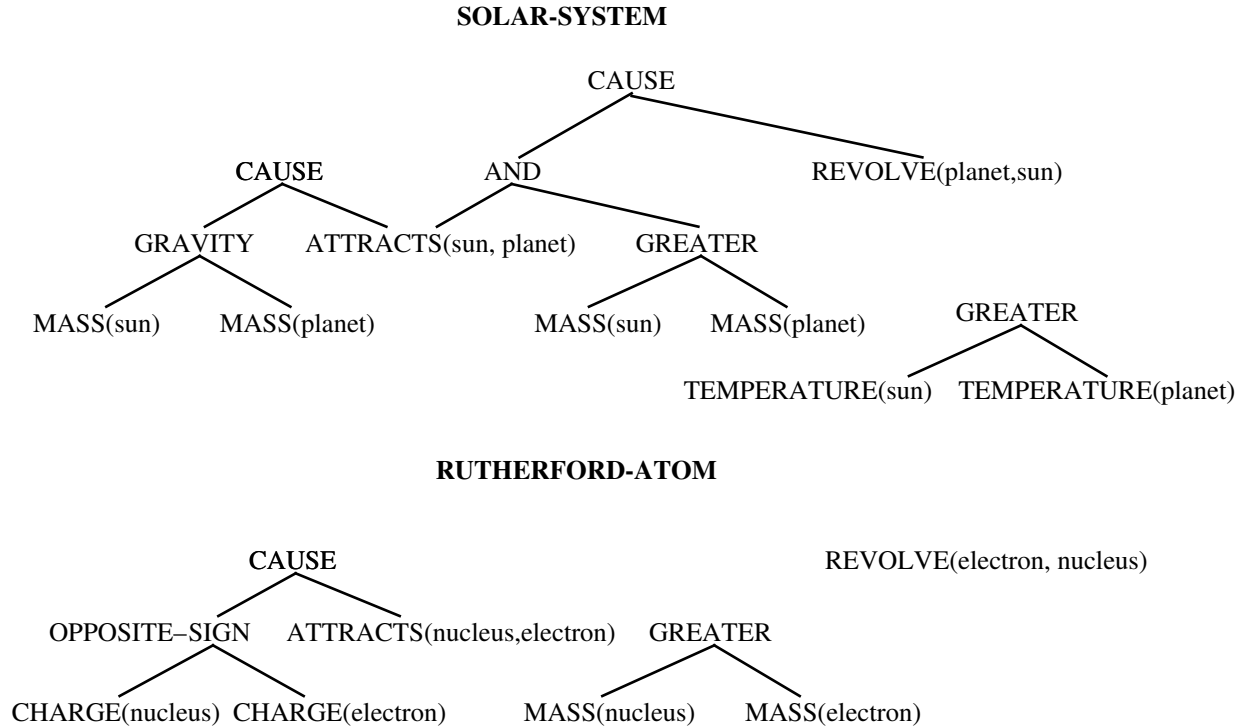 SOLAR-SYSTEM
CAUSE
CAUSE AND REVOLVE(planet,sun)
GRAVITY ATTRACTS(sun, planet) GREATER
MASS(sun) MASS(planet) MASS(sun) MASS(planet) GREATER
TEMPERATURE(sun) TEMPERATURE(planet)
RUTHERFORD-ATOM
CAUSE REVOLVE(electron, nucleus)
OPPOSITE–SIGN ATTRACTS(nucleus,electron) GREATER
CHARGE(nucleus) CHARGE(electron) MASS(nucleus) MASS(electron)